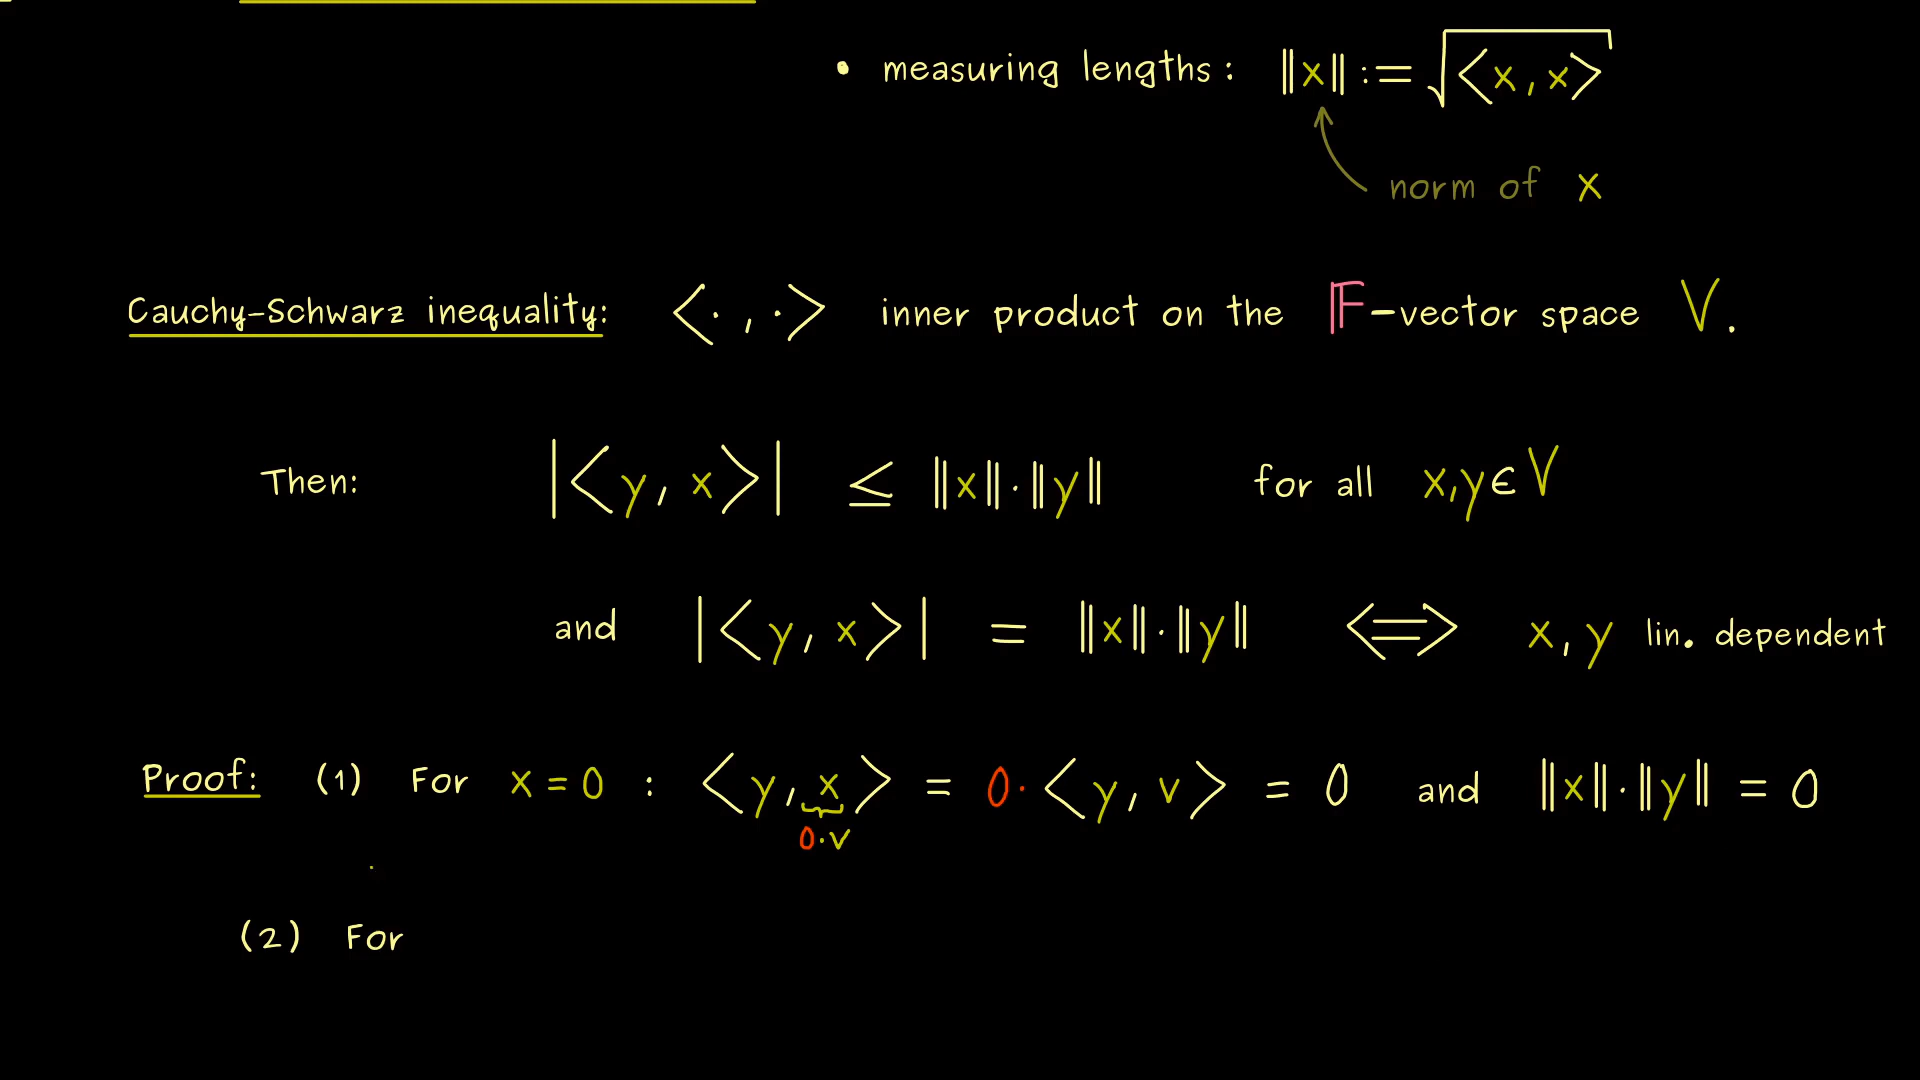 • measuring lengths: ‖x‖ := √<x, x>
norm of x
Cauchy-Schwarz inequality: <·, ·> inner product on the 𝔽-vector space V.
Then: |<y, x>| ≤ ‖x‖·‖y‖ for all x, y ∈ V
and |<y, x>| = ‖x‖·‖y‖ ⟺ x, y lin. dependent
Proof: (1) For x = 0 : <y, x> = 0·<y, v> = 0 and ‖x‖·‖y‖ = 0
0·v
(2) For